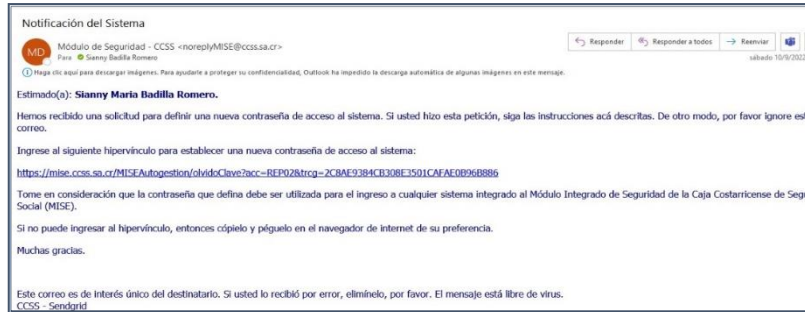 Notificación del Sistema
MD
Módulo de Seguridad - CCSS <noreplyMISE@ccss.sa.cr>
Para Sianny Badilla Romero
Responder
Responder a todos
Reenviar
sábado 10/9/2022
Haga clic aquí para descargar imágenes. Para ayudarle a proteger su confidencialidad, Outlook ha impedido la descarga automática de algunas imágenes en este mensaje.
Estimado(a): Sianny Maria Badilla Romero.
Hemos recibido una solicitud para definir una nueva contraseña de acceso al sistema. Si usted hizo esta petición, siga las instrucciones acá descritas. De otro modo, por favor ignore es
correo.
Ingrese al siguiente hipervínculo para establecer una nueva contraseña de acceso al sistema:
https://mise.ccss.sa.cr/MISEAutogestion/olvidoClave?acc=REP02&trcg=2C8AE9384CB308E3501CAFAE0B96B886
Tome en consideración que la contraseña que defina debe ser utilizada para el ingreso a cualquier sistema integrado al Módulo Integrado de Seguridad de la Caja Costarricense de Segu
Social (MISE).
Si no puede ingresar al hipervínculo, entonces cópielo y péguelo en el navegador de internet de su preferencia.
Muchas gracias.
Este correo es de interés único del destinatario. Si usted lo recibió por error, elimínelo, por favor. El mensaje está libre de virus.
CCSS - Sendgrid